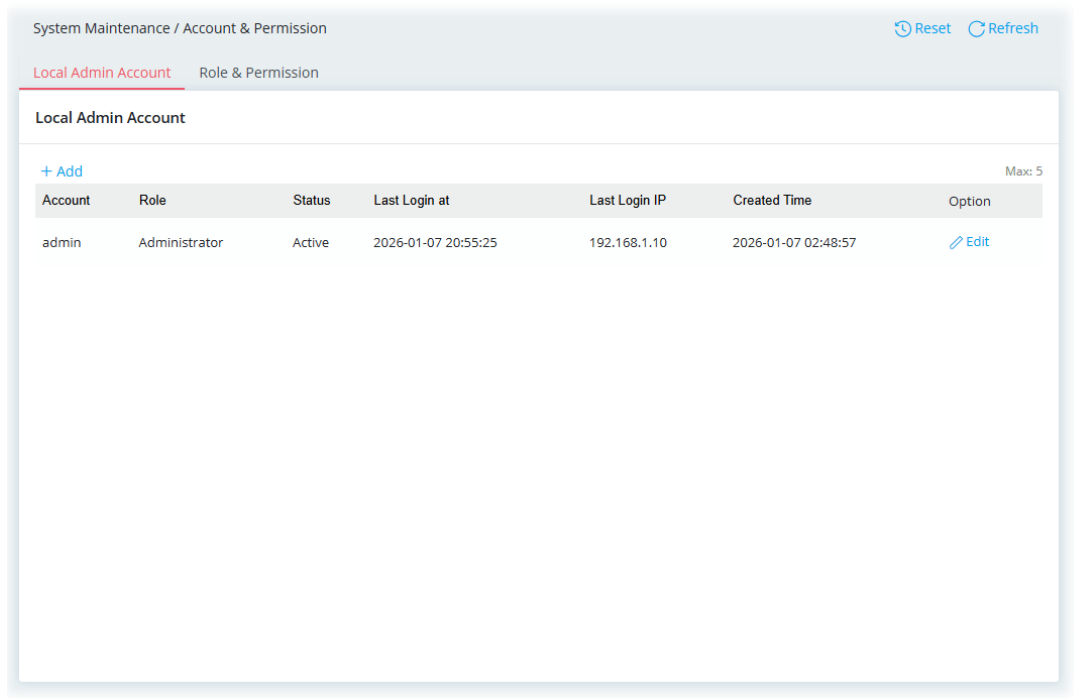 System Maintenance / Account & Permission Reset Refresh
Local Admin Account Role & Permission
Local Admin Account
+ Add Max: 5
Account Role Status Last Login at Last Login IP Created Time Option
admin Administrator Active 2026-01-07 20:55:25 192.168.1.10 2026-01-07 02:48:57 Edit